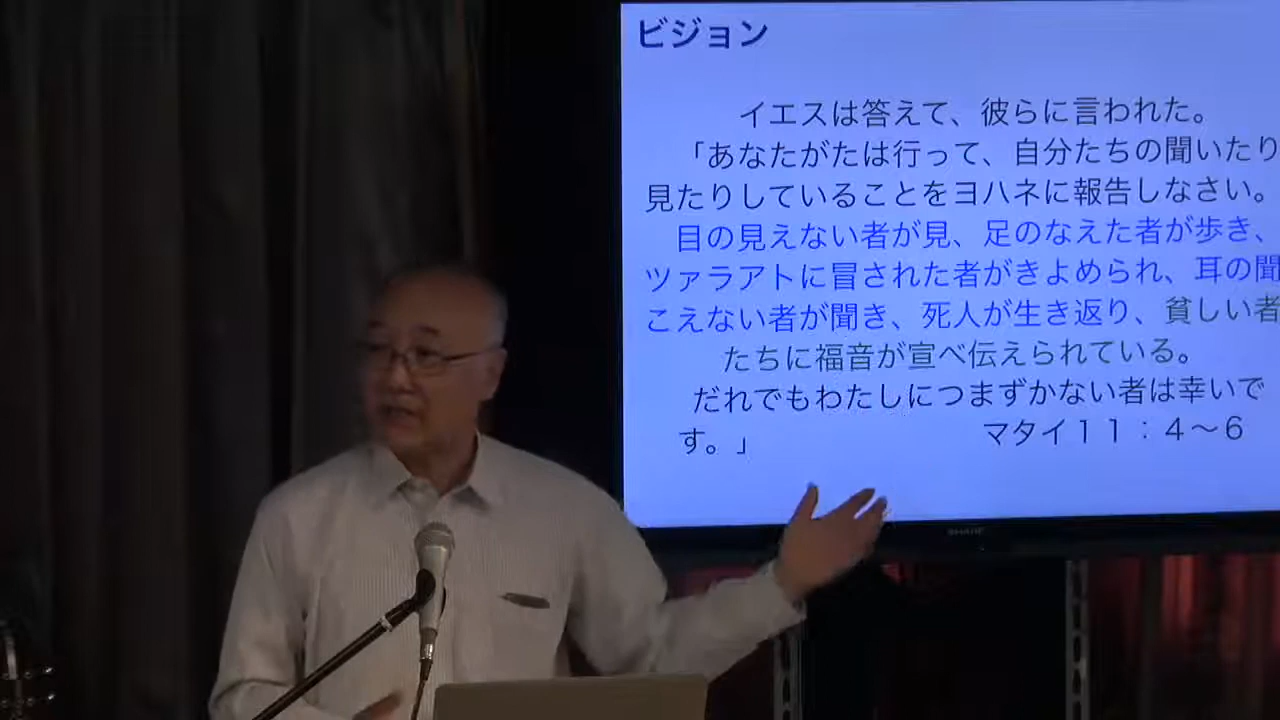 ビジョン
イエスは答えて、彼らに言われた。
「あなたがたは行って、自分たちの聞いたり
見たりしていることをヨハネに報告しなさい。
目の見えない者が見、足のなえた者が歩き、
ツァラアトに冒された者がきよめられ、耳の聞
こえない者が聞き、死人が生き返り、貧しい者
たちに福音が宣べ伝えられている。
だれでもわたしにつまずかない者は幸いで
す。」 マタイ１１：４〜６
SHARP